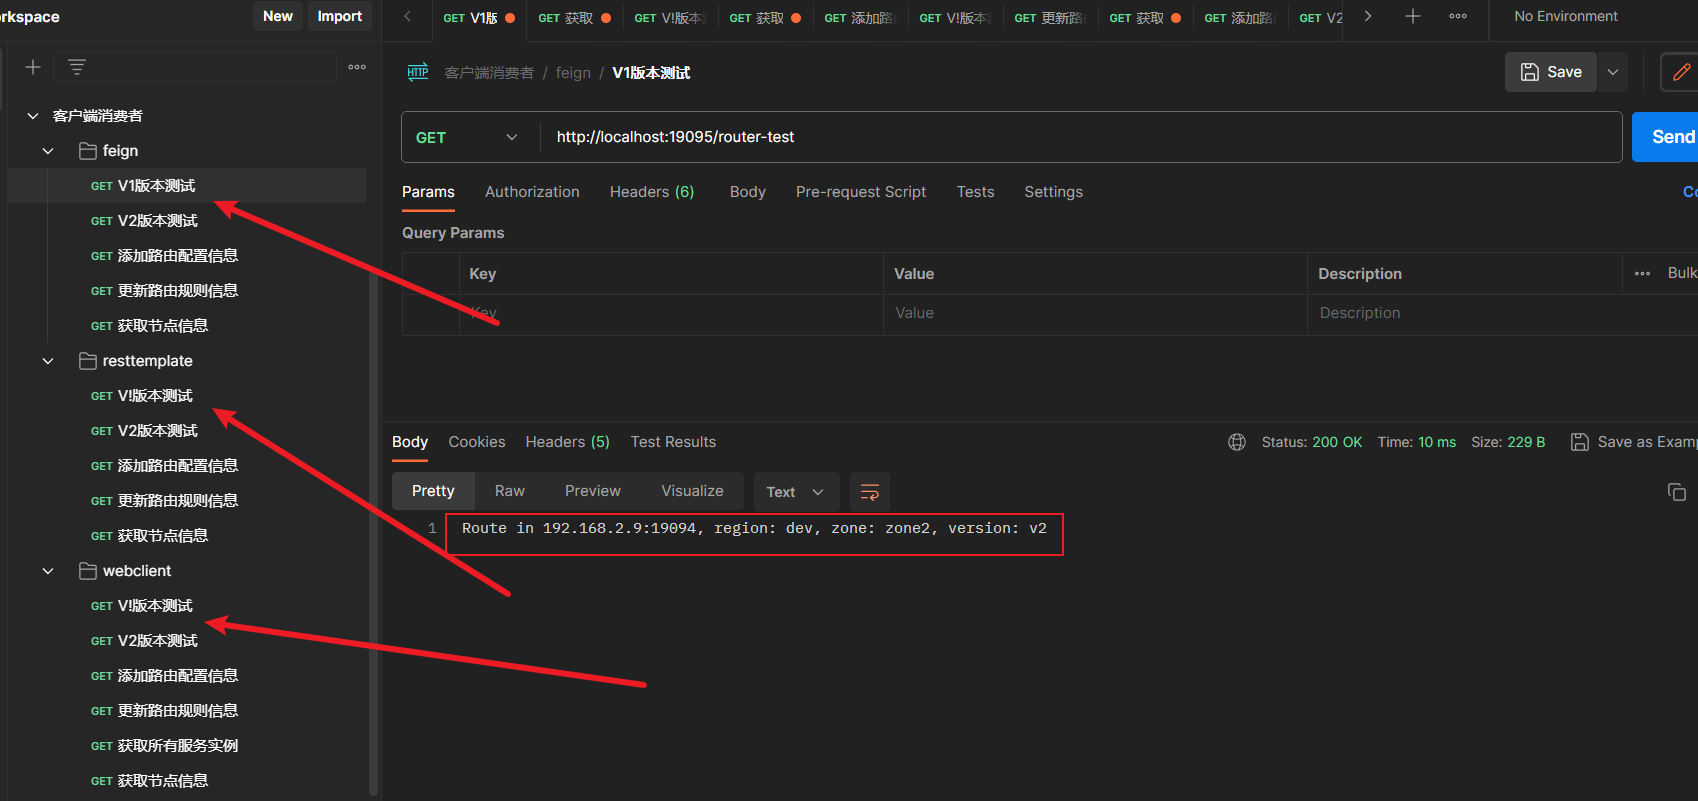 orkspace
New
Import
客户端消费者
feign
GET V1版本测试
GET V2版本测试
GET 添加路由配置信息
GET 更新路由规则信息
GET 获取节点信息
resttemplate
GET V!版本测试
GET V2版本测试
GET 添加路由配置信息
GET 更新路由规则信息
GET 获取节点信息
webclient
GET V!版本测试
GET V2版本测试
GET 添加路由配置信息
GET 更新路由规则信息
GET 获取所有服务实例
GET 获取节点信息
GET V1版
GET 获取
GET V!版本
GET 获取
GET 添加路
GET V!版本
GET 更新路
GET 获取
GET 添加路
GET V2
No Environment
HTTP 客户端消费者 / feign / V1版本测试
Save
GET
http://localhost:19095/router-test
Send
Params
Authorization
Headers (6)
Body
Pre-request Script
Tests
Settings
Co
Query Params
Key
Value
Description
Bulk
Key
Value
Description
Body
Cookies
Headers (5)
Test Results
Status: 200 OK
Time: 10 ms
Size: 229 B
Save as Exam
Pretty
Raw
Preview
Visualize
Text
1
Route in 192.168.2.9:19094, region: dev, zone: zone2, version: v2